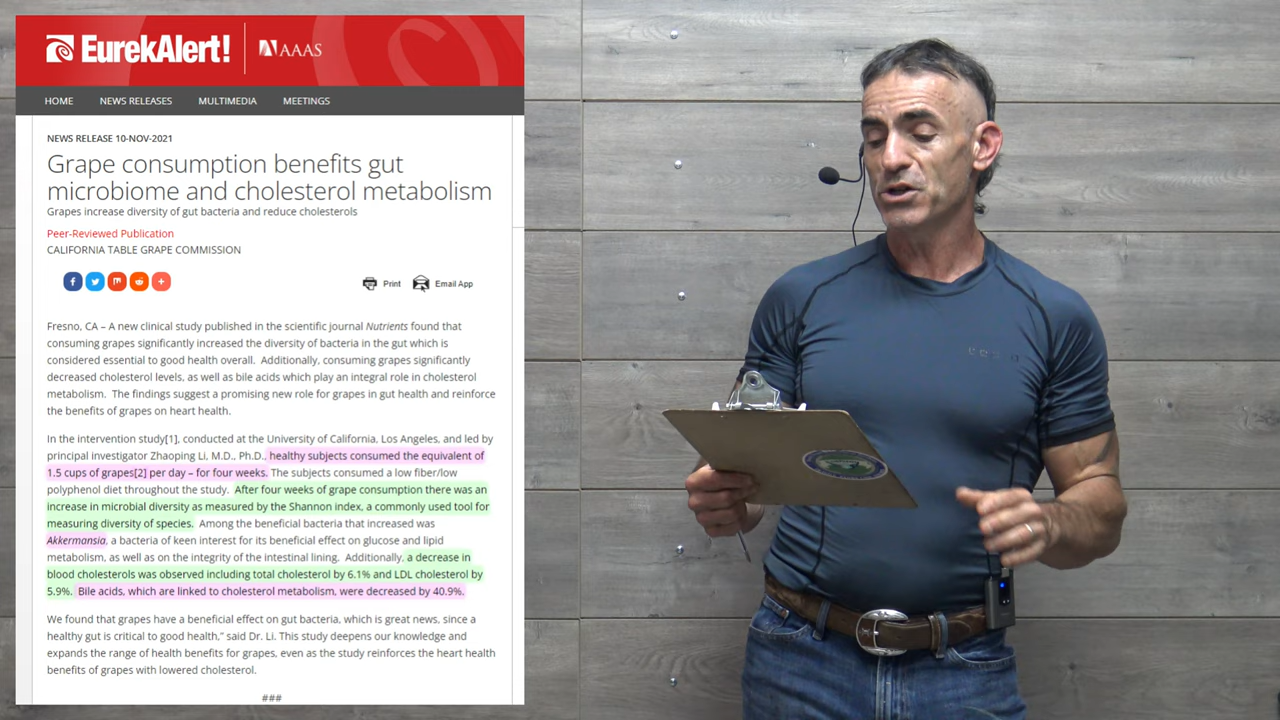 EurekAlert! AAAS
HOME NEWS RELEASES MULTIMEDIA MEETINGS
NEWS RELEASE 10-NOV-2021
Grape consumption benefits gut
microbiome and cholesterol metabolism
Grapes increase diversity of gut bacteria and reduce cholesterols
Peer-Reviewed Publication
CALIFORNIA TABLE GRAPE COMMISSION
Print Email App
Fresno, CA – A new clinical study published in the scientific journal Nutrients found that
consuming grapes significantly increased the diversity of bacteria in the gut which is
considered essential to good health overall. Additionally, consuming grapes significantly
decreased cholesterol levels, as well as bile acids which play an integral role in cholesterol
metabolism. The findings suggest a promising new role for grapes in gut health and reinforce
the benefits of grapes on heart health.
In the intervention study[1], conducted at the University of California, Los Angeles, and led by
principal investigator Zhaoping Li, M.D., Ph.D., healthy subjects consumed the equivalent of
1.5 cups of grapes[2] per day – for four weeks. The subjects consumed a low fiber/low
polyphenol diet throughout the study. After four weeks of grape consumption there was an
increase in microbial diversity as measured by the Shannon index, a commonly used tool for
measuring diversity of species. Among the beneficial bacteria that increased was
Akkermansia, a bacteria of keen interest for its beneficial effect on glucose and lipid
metabolism, as well as on the integrity of the intestinal lining. Additionally, a decrease in
blood cholesterols was observed including total cholesterol by 6.1% and LDL cholesterol by
5.9%. Bile acids, which are linked to cholesterol metabolism, were decreased by 40.9%.
We found that grapes have a beneficial effect on gut bacteria, which is great news, since a
healthy gut is critical to good health,” said Dr. Li. This study deepens our knowledge and
expands the range of health benefits for grapes, even as the study reinforces the heart health
benefits of grapes with lowered cholesterol.
###